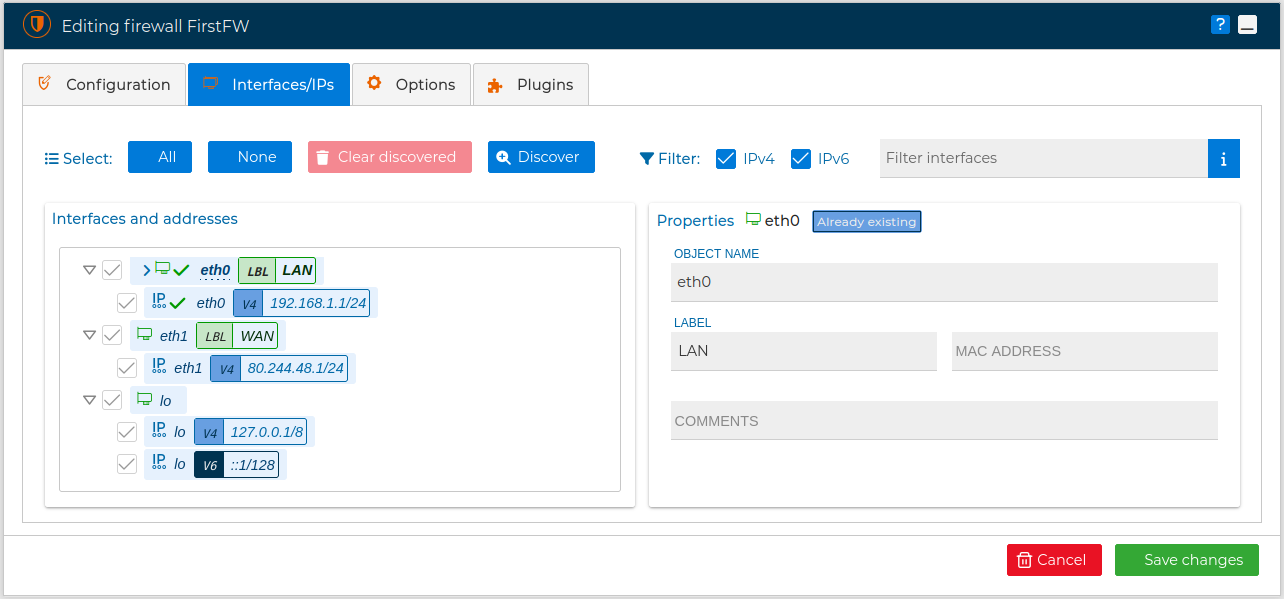 Editing firewall FirstFW
?
Configuration
Interfaces/IPs
Options
Plugins
Select:
All
None
Clear discovered
Discover
Filter:
IPv4
IPv6
Filter interfaces
i
Interfaces and addresses
eth0 LBL LAN
IP eth0 V4 192.168.1.1/24
eth1 LBL WAN
IP eth1 V4 80.244.48.1/24
lo
IP lo V4 127.0.0.1/8
IP lo V6 ::1/128
Properties eth0 Already existing
OBJECT NAME
eth0
LABEL
LAN
MAC ADDRESS
COMMENTS
Cancel
Save changes